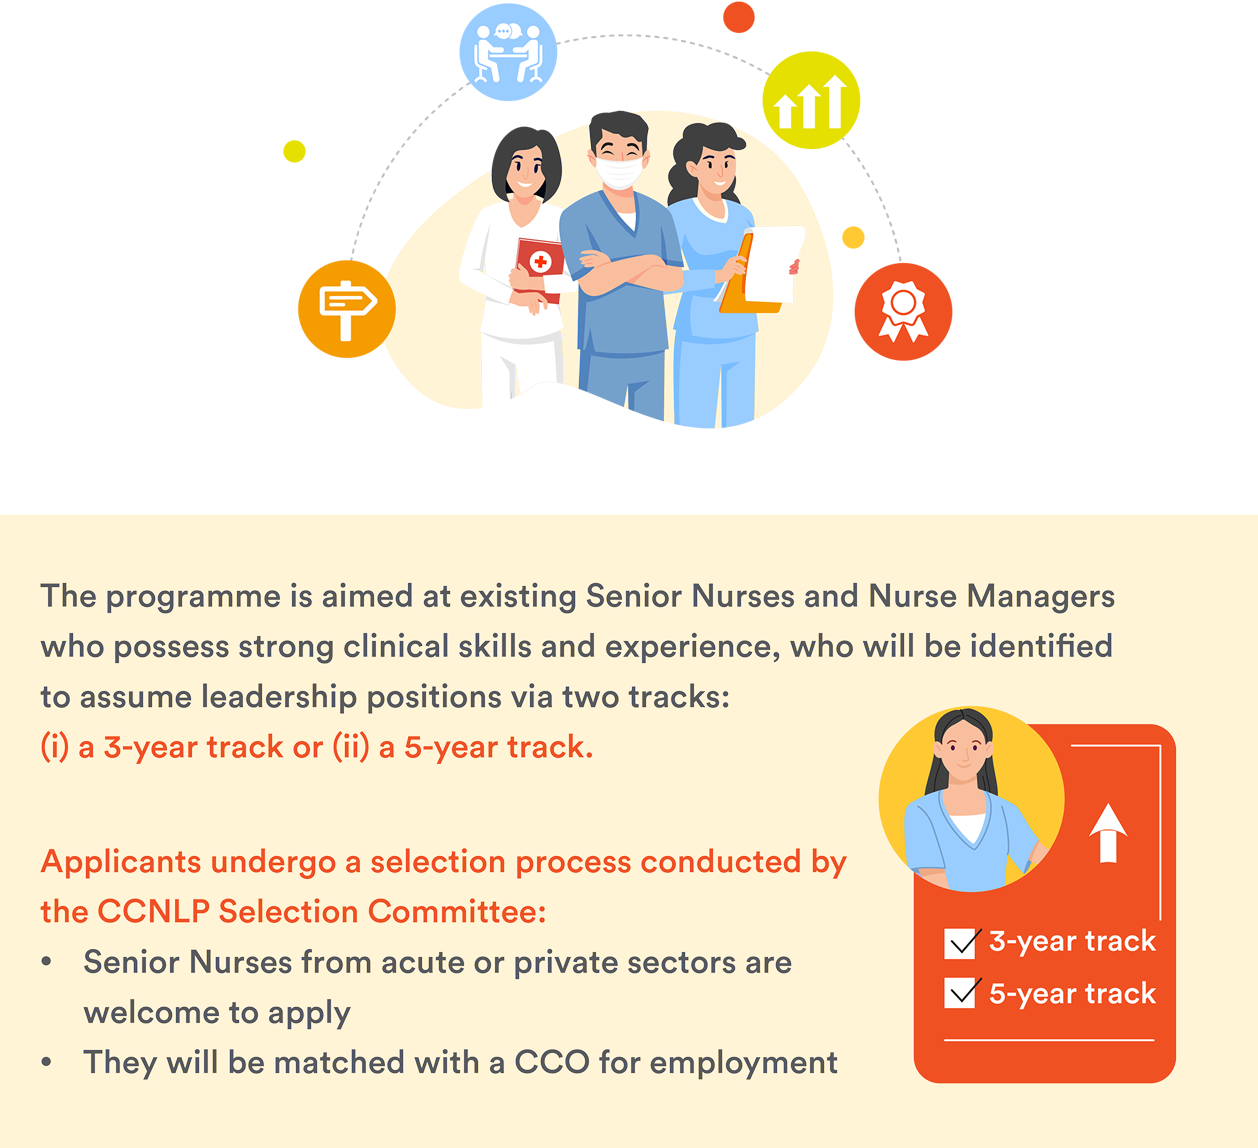 The programme is aimed at existing Senior Nurses and Nurse Managers
who possess strong clinical skills and experience, who will be identified
to assume leadership positions via two tracks:
(i) a 3-year track or (ii) a 5-year track.
Applicants undergo a selection process conducted by
the CCNLP Selection Committee:
• Senior Nurses from acute or private sectors are
welcome to apply
• They will be matched with a CCO for employment
3-year track
5-year track